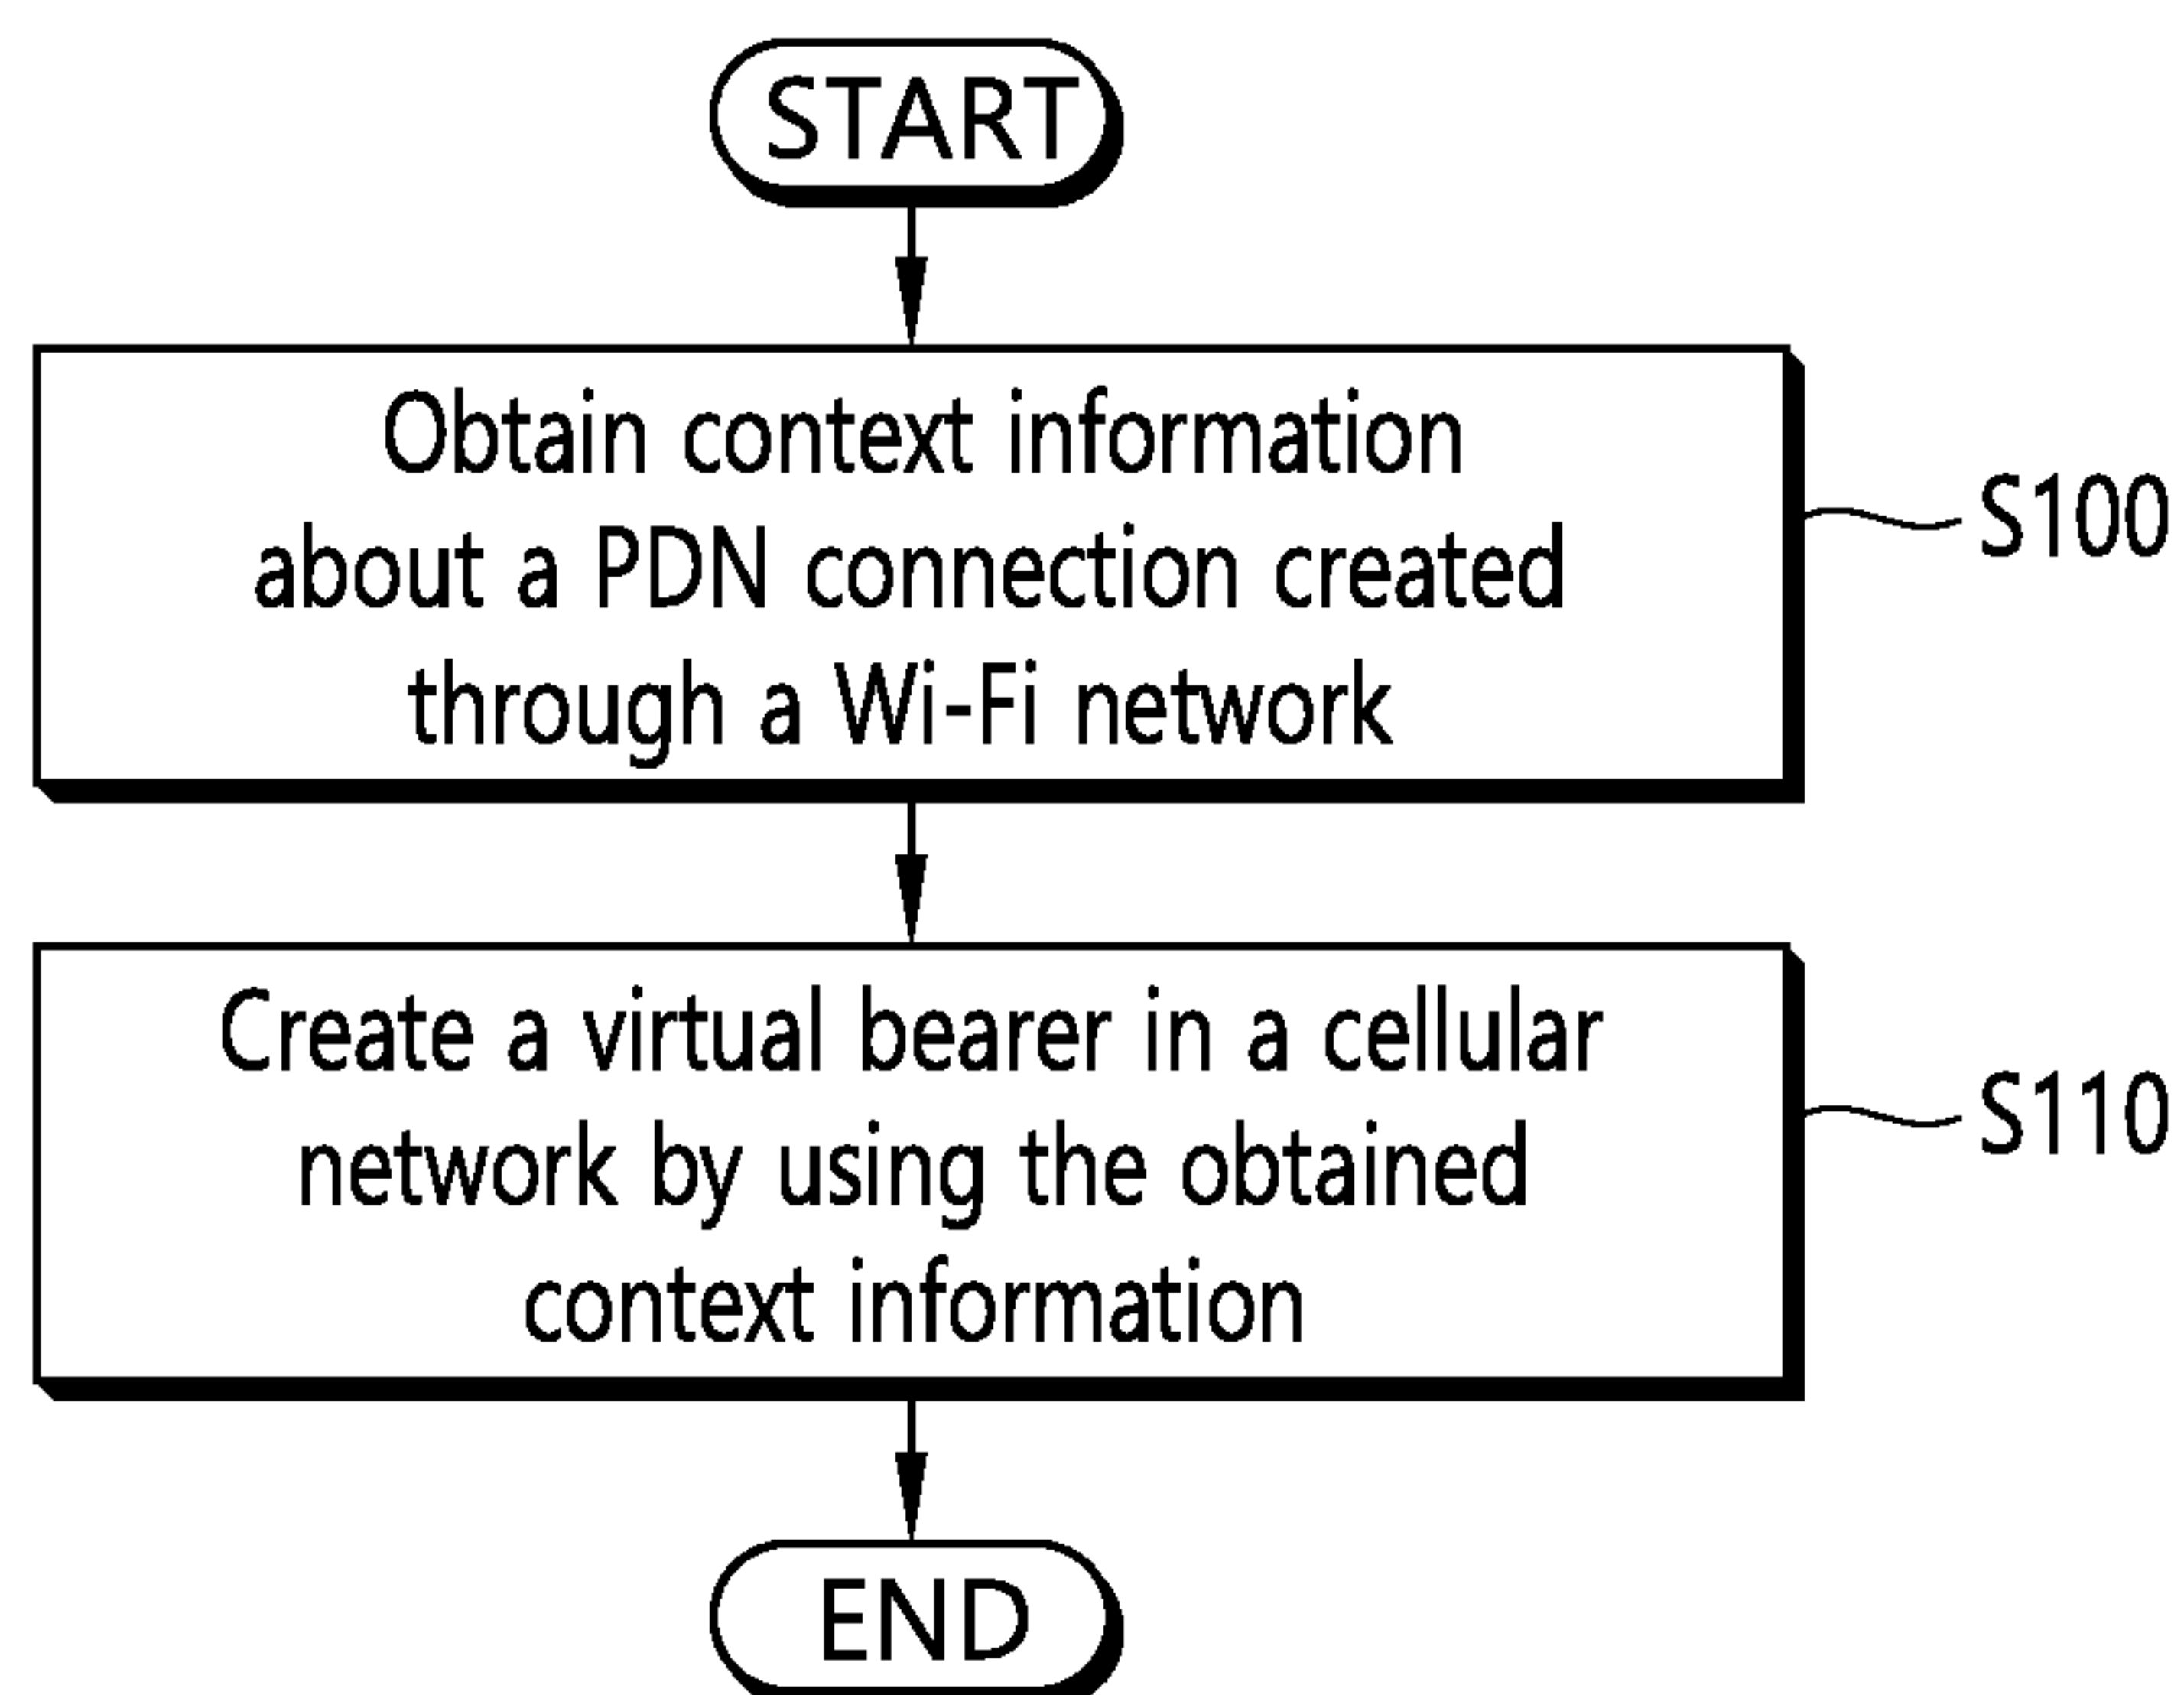 START
Obtain context information
about a PDN connection created
through a Wi-Fi network
S100
Create a virtual bearer in a cellular
network by using the obtained
context information
S110
END